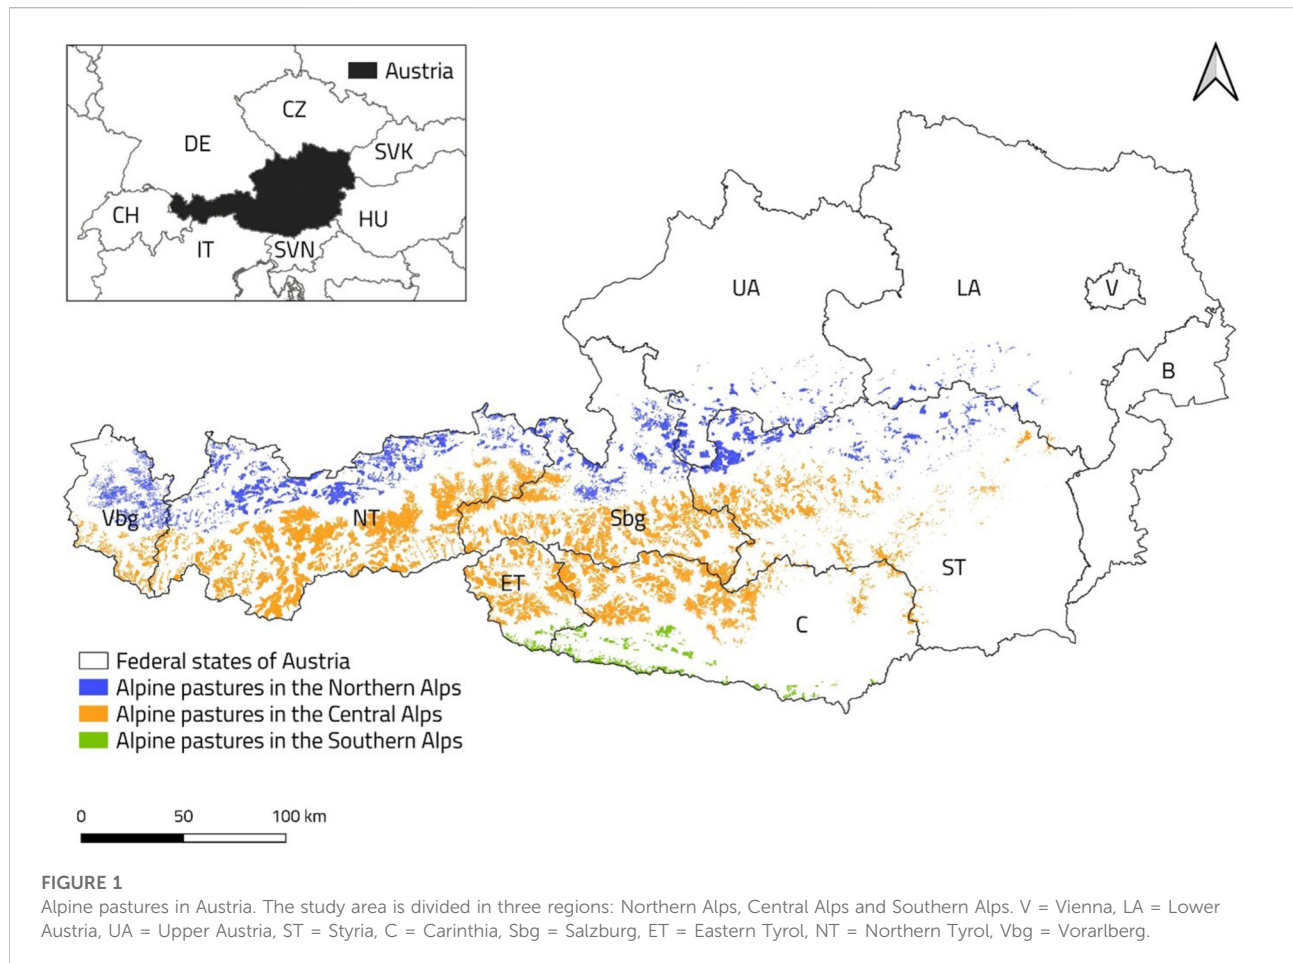 Austria
CZ
DE
SVK
CH
HU
IT
SVN
UA
LA
V
B
Vbg
NT
Sbg
ET
ST
C
Federal states of Austria
Alpine pastures in the Northern Alps
Alpine pastures in the Central Alps
Alpine pastures in the Southern Alps
0 50 100 km
FIGURE 1
Alpine pastures in Austria. The study area is divided in three regions: Northern Alps, Central Alps and Southern Alps. V = Vienna, LA = Lower
Austria, UA = Upper Austria, ST = Styria, C = Carinthia, Sbg = Salzburg, ET = Eastern Tyrol, NT = Northern Tyrol, Vbg = Vorarlberg.